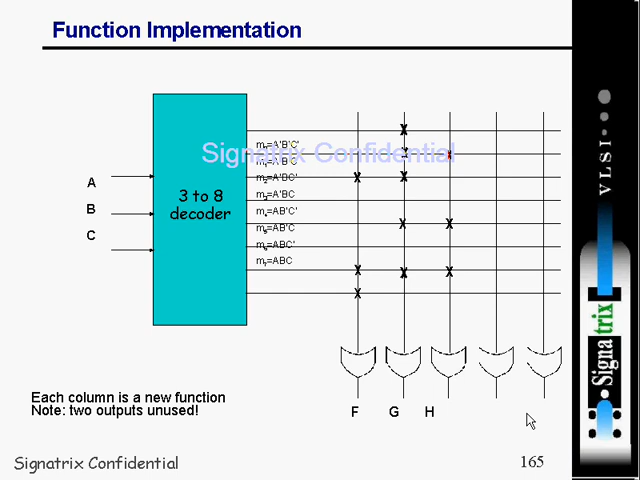 Function Implementation
m₀=A'B'C'
Signatrix Confidential
m₁=A'B'C
m₂=A'BC'
A
m₃=A'BC
3 to 8
decoder
B
m₄=AB'C'
m₅=AB'C
C
m₆=ABC'
m₇=ABC
X
X
X
X
X
X
X
X
X
X
X
Each column is a new function
Note: two outputs unused!
F G H
Signatrix Confidential
165
VLSI
Signatrix